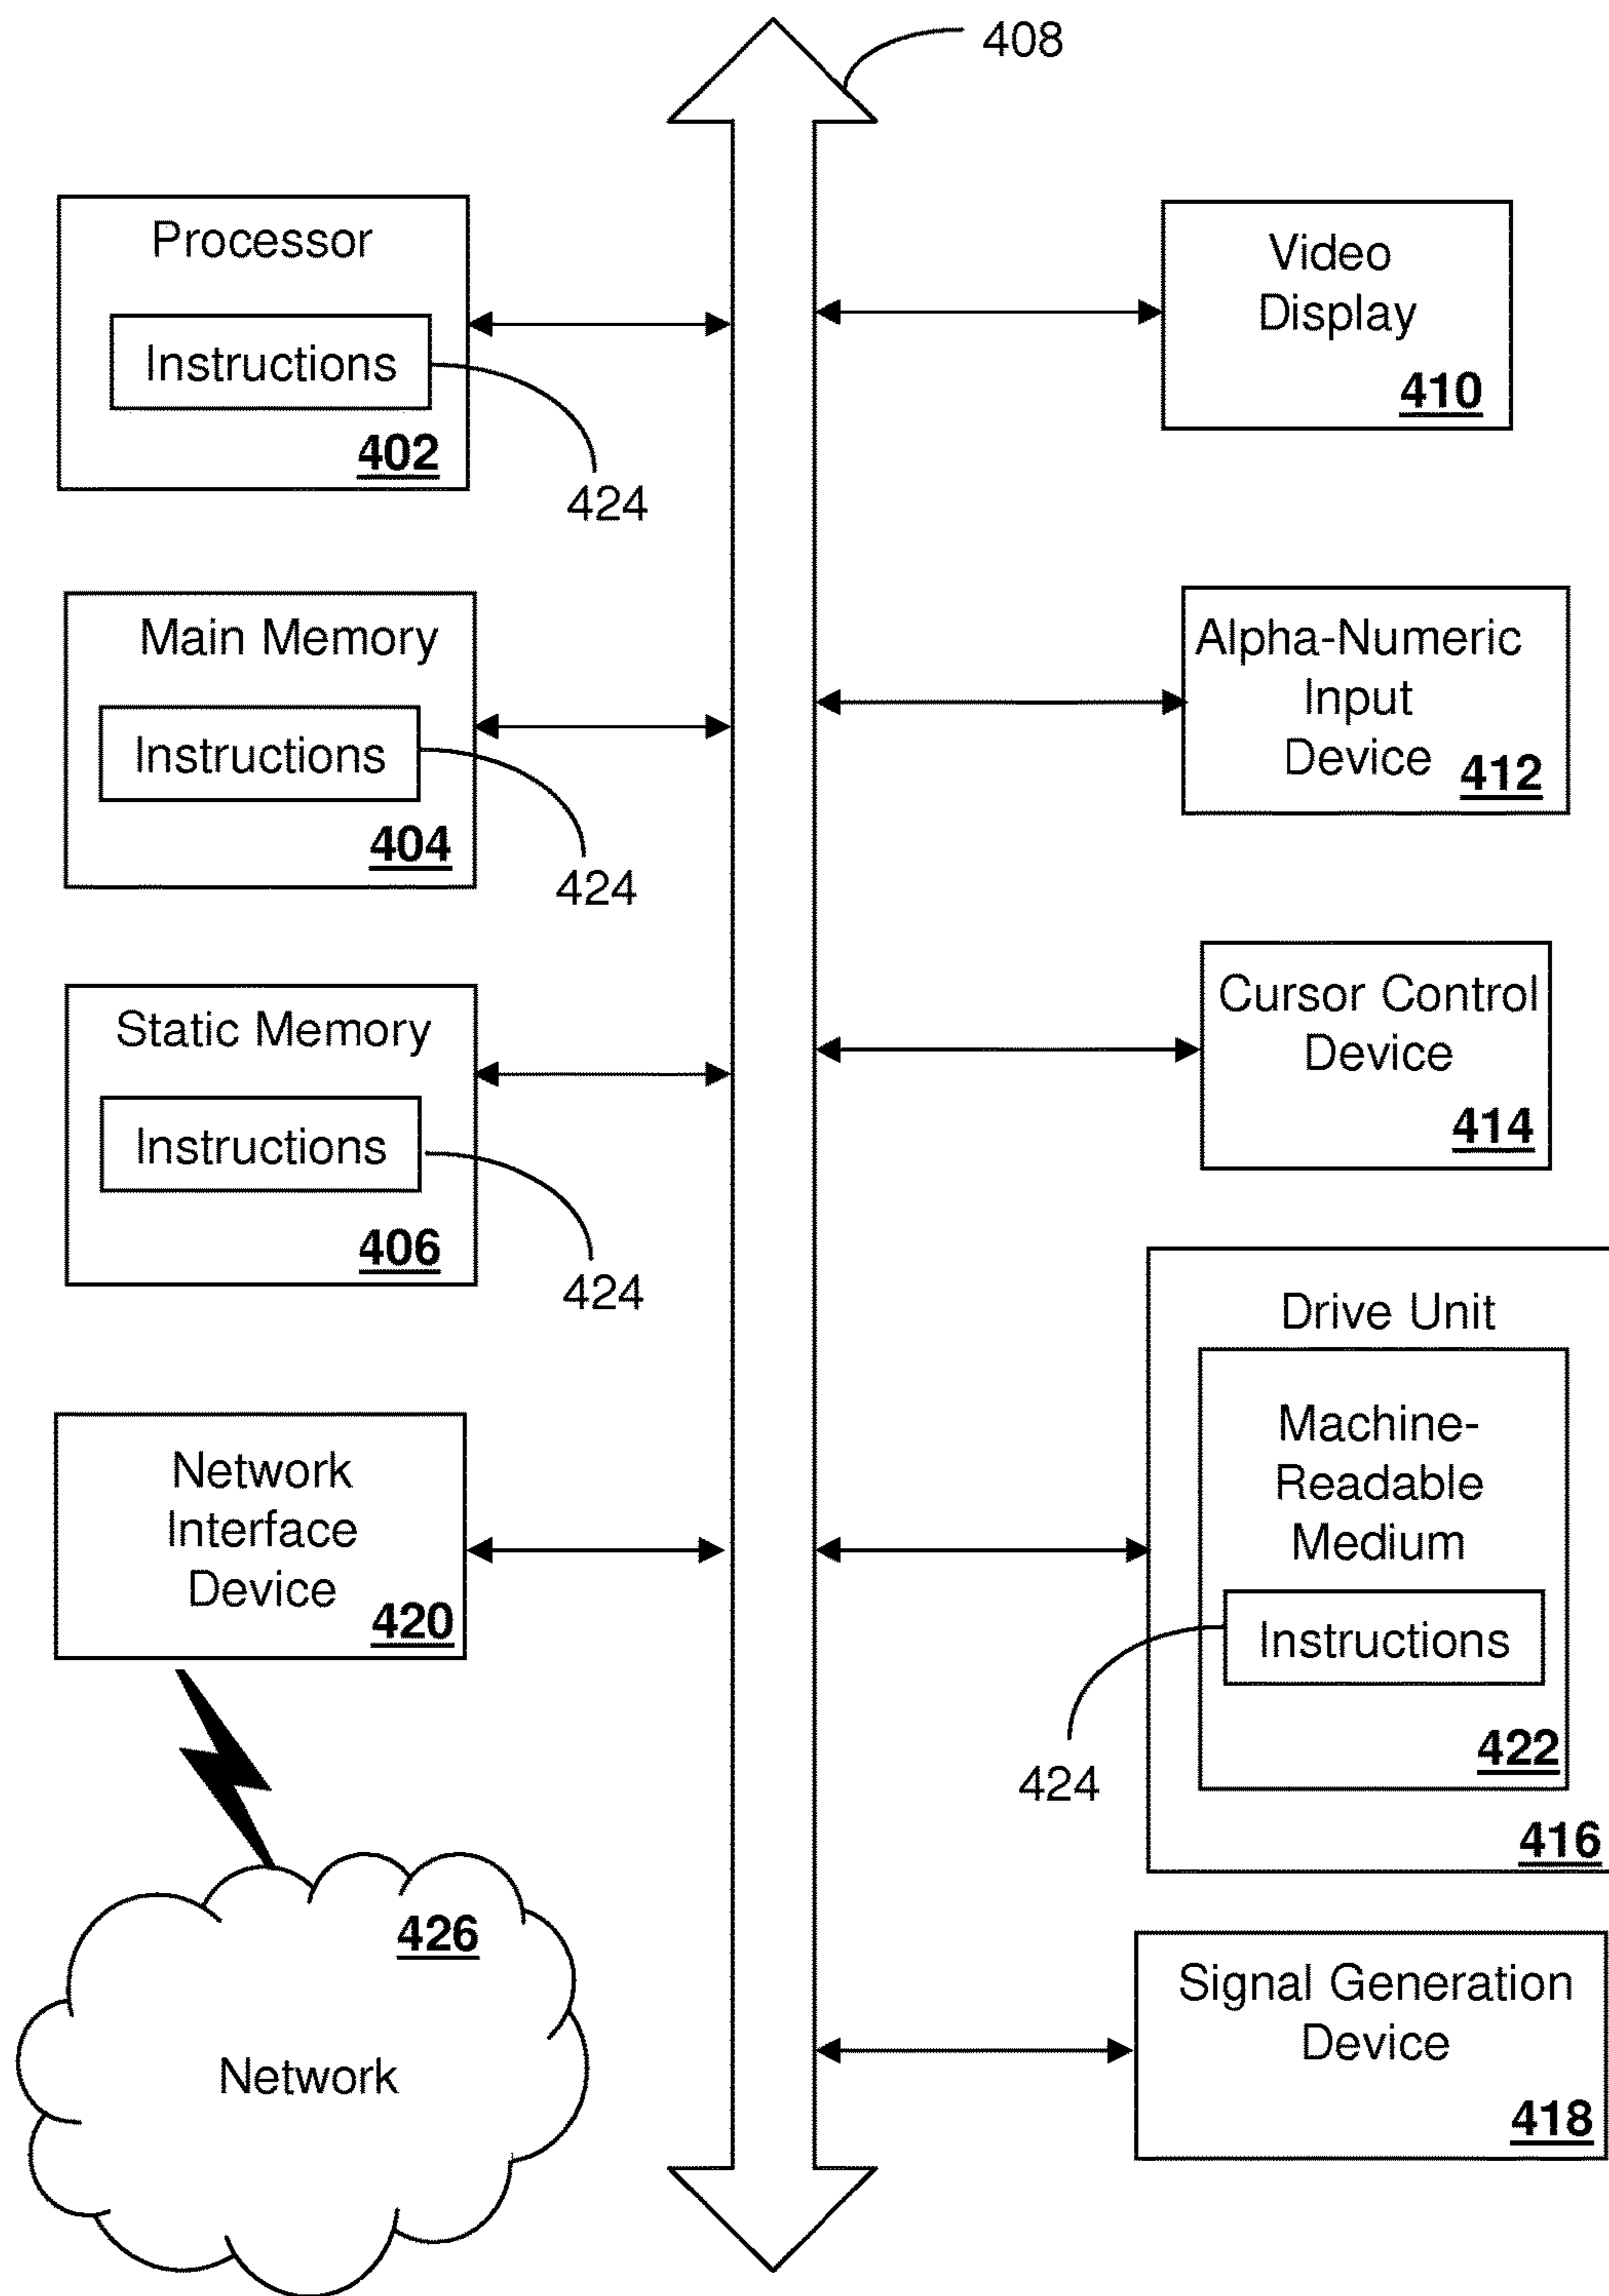 408
Processor
Instructions
402
424
Main Memory
Instructions
404
424
Static Memory
Instructions
406
424
Network
Interface
Device
420
426
Network
Video
Display
410
Alpha-Numeric
Input
Device
412
Cursor Control
Device
414
Drive Unit
Machine-
Readable
Medium
Instructions
422
424
416
Signal Generation
Device
418